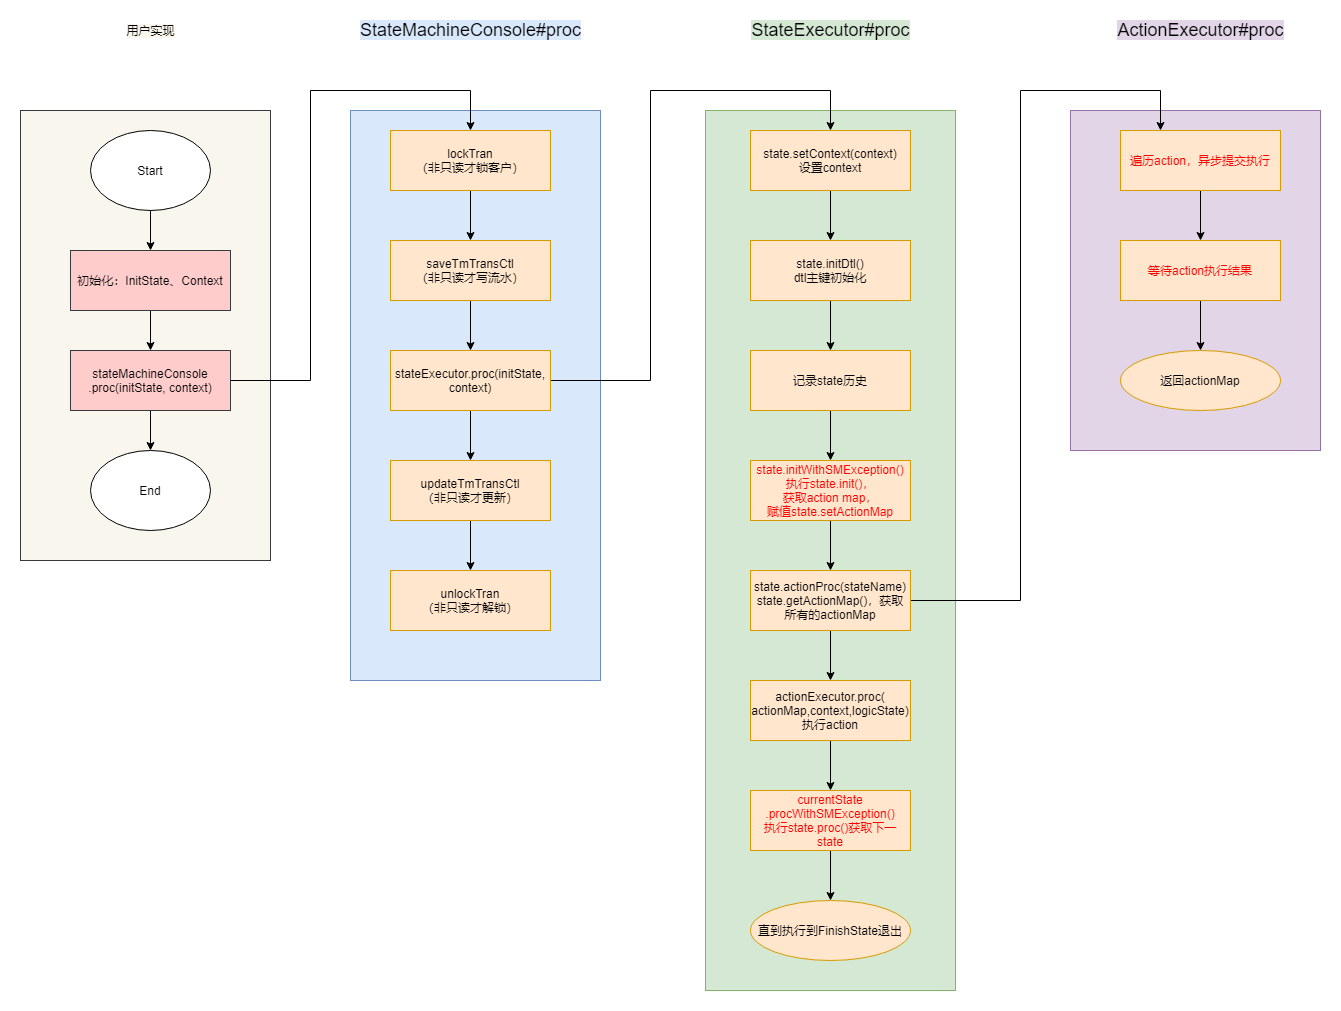 用户实现
StateMachineConsole#proc
StateExecutor#proc
ActionExecutor#proc
Start
初始化：InitState、Context
stateMachineConsole
.proc(initState, context)
End
lockTran
（非只读才锁客户）
saveTmTransCtl
（非只读才写流水）
stateExecutor.proc(initState,
context)
updateTmTransCtl
（非只读才更新）
unlockTran
（非只读才解锁）
state.setContext(context)
设置context
state.initDtl()
dtl主键初始化
记录state历史
state.initWithSMException()
执行state.init()，
获取action map，
赋值state.setActionMap
state.actionProc(stateName)
state.getActionMap()，获取
所有的actionMap
actionExecutor.proc(
actionMap,context,logicState)
执行action
currentState
.procWithSMException()
执行state.proc()获取下一
state
直到执行到FinishState退出
遍历action，异步提交执行
等待action执行结果
返回actionMap